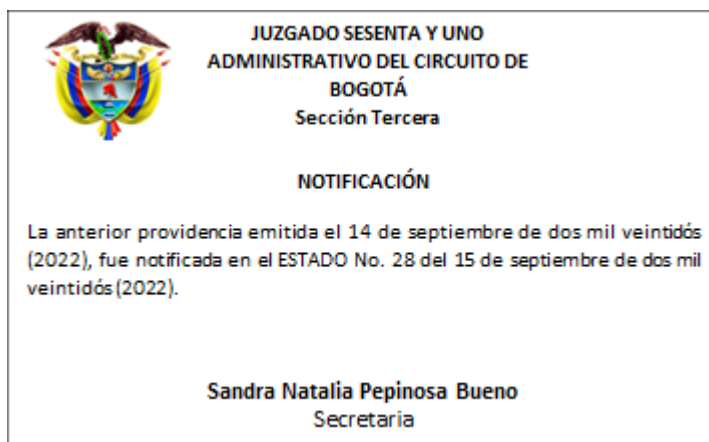 JUZGADO SESENTA Y UNO
ADMINISTRATIVO DEL CIRCUITO DE
BOGOTÁ
Sección Tercera
NOTIFICACIÓN
La anterior providencia emitida el 14 de septiembre de dos mil veintidós
(2022), fue notificada en el ESTADO No. 28 del 15 de septiembre de dos mil
veintidós (2022).
Sandra Natalia Pepinosa Bueno
Secretaria